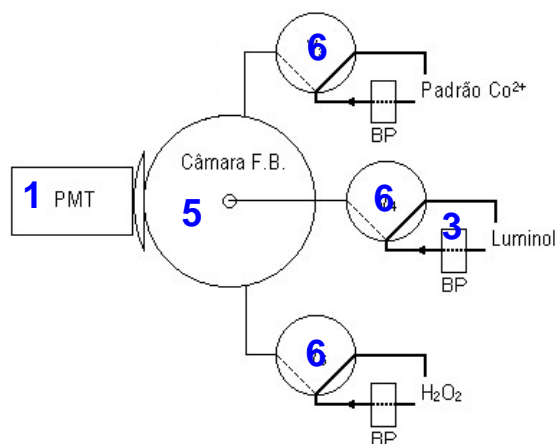 6
Padrão Co²⁺
BP
Câmara F.B.
1 PMT
5
6
3
Luminol
BP
6
H₂O₂
BP